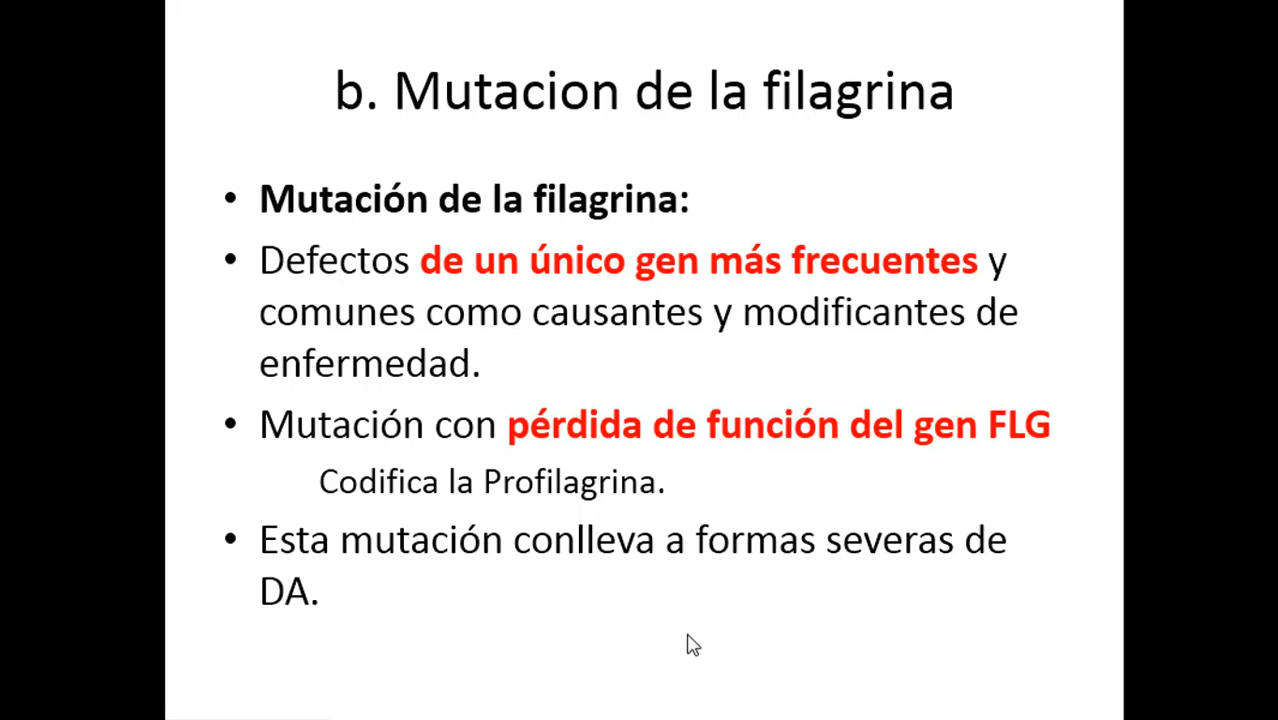 b. Mutacion de la filagrina
• Mutación de la filagrina:
• Defectos de un único gen más frecuentes y
comunes como causantes y modificantes de
enfermedad.
• Mutación con pérdida de función del gen FLG
Codifica la Profilagrina.
• Esta mutación conlleva a formas severas de
DA.